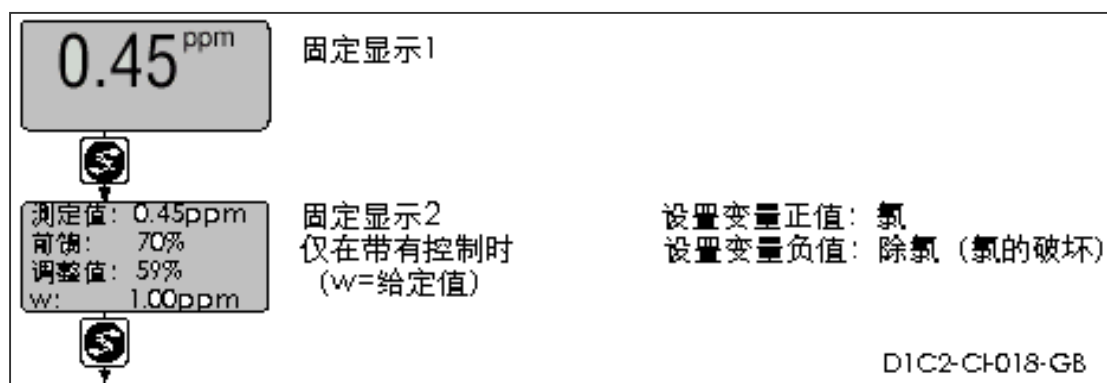 0.45 ppm
固定显示1
测定值: 0.45ppm
前馈: 70%
调整值: 59%
w: 1.00ppm
固定显示2
仅在带有控制时
(w=给定值)
设置变量正值: 氯
设置变量负值: 除氯 (氯的破坏)
D1C2-Cl-018-GB